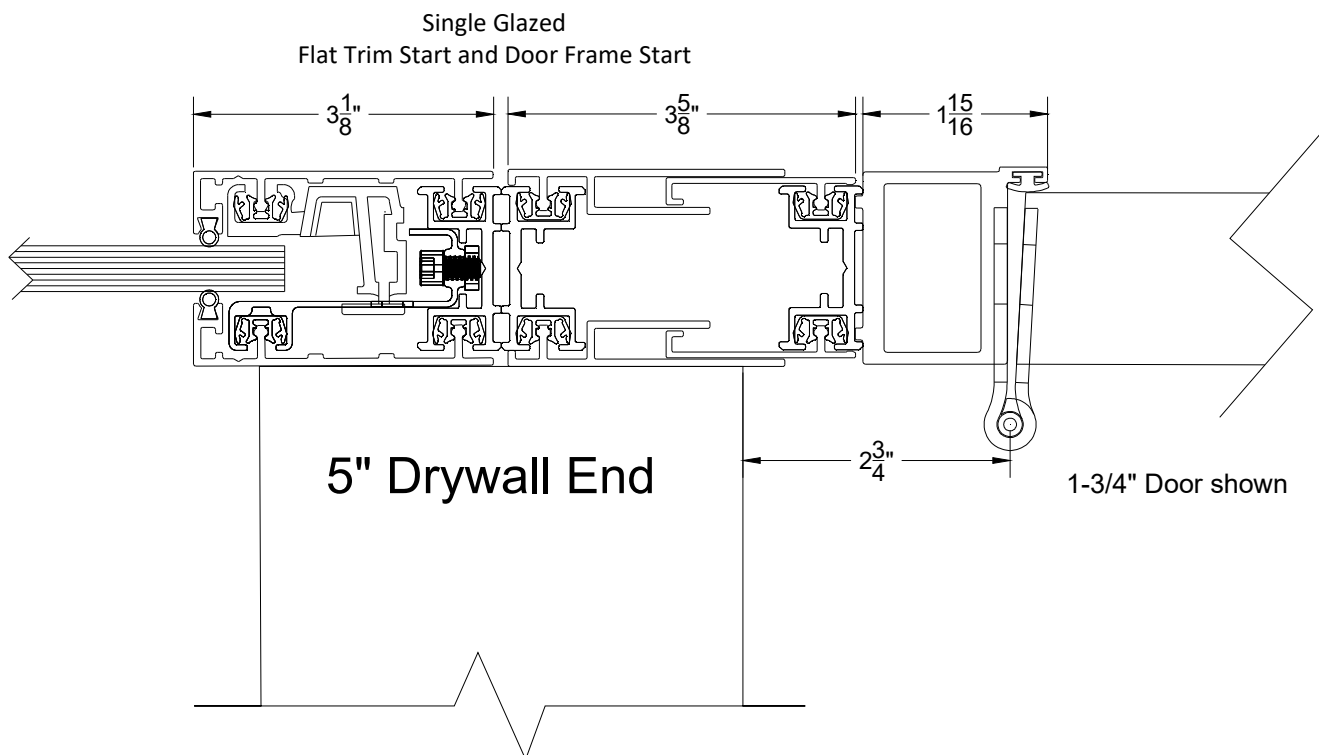 Single Glazed
Flat Trim Start and Door Frame Start
3 1/8" 3 5/8" 1 15/16
5" Drywall End
2 3/4"
1-3/4" Door shown